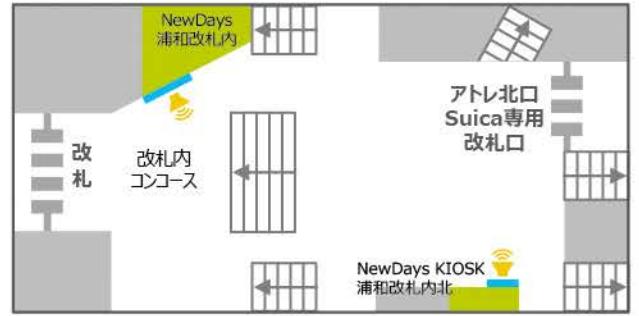 NewDays
浦和改札内
アトレ北口
Suica専用
改札口
改
札
改札内
コンコース
NewDays KIOSK
浦和改札内北